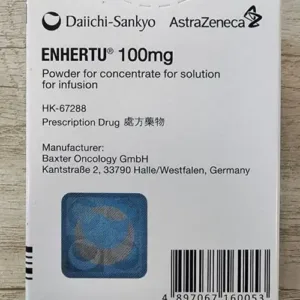 Daiichi-Sankyo AstraZeneca
ENHERTU® 100mg
Powder for concentrate for solution
for infusion
HK-67288
Prescription Drug 處方藥物
Manufacturer:
Baxter Oncology GmbH
Kantstraße 2, 33790 Halle/Westfalen, Germany
4 897067 160053